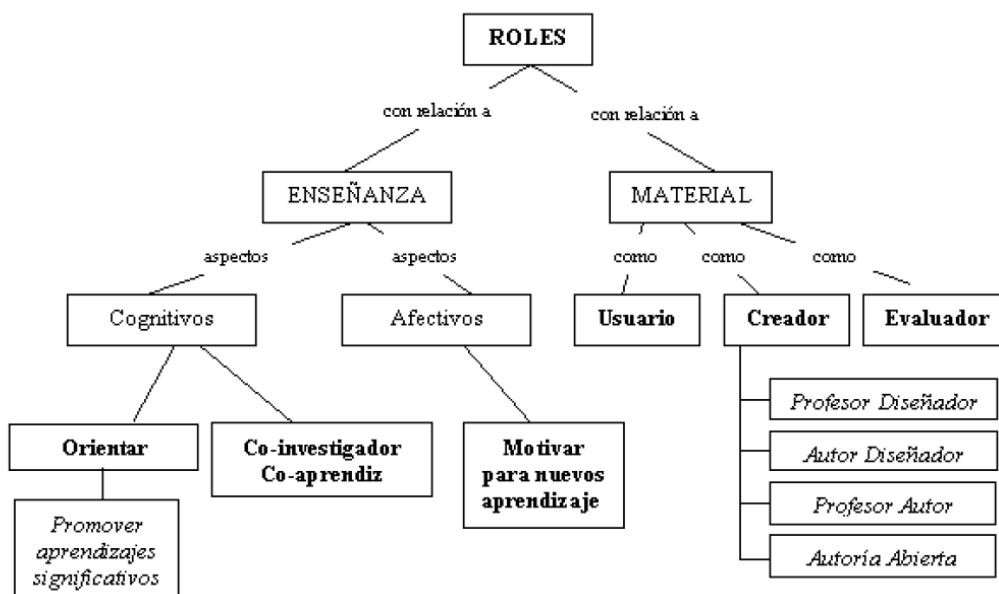 ROLES
con relación a
con relación a
ENSEÑANZA
MATERIAL
aspectos
aspectos
como
como
como
Cognitivos
Afectivos
Usuario
Creador
Evaluador
Profesor Diseñador
Autor Diseñador
Profesor Autor
Autoría Abierta
Orientar
Co-investigador
Co-aprendiz
Motivar
para nuevos
aprendizaje
Promover
aprendizajes
significativos